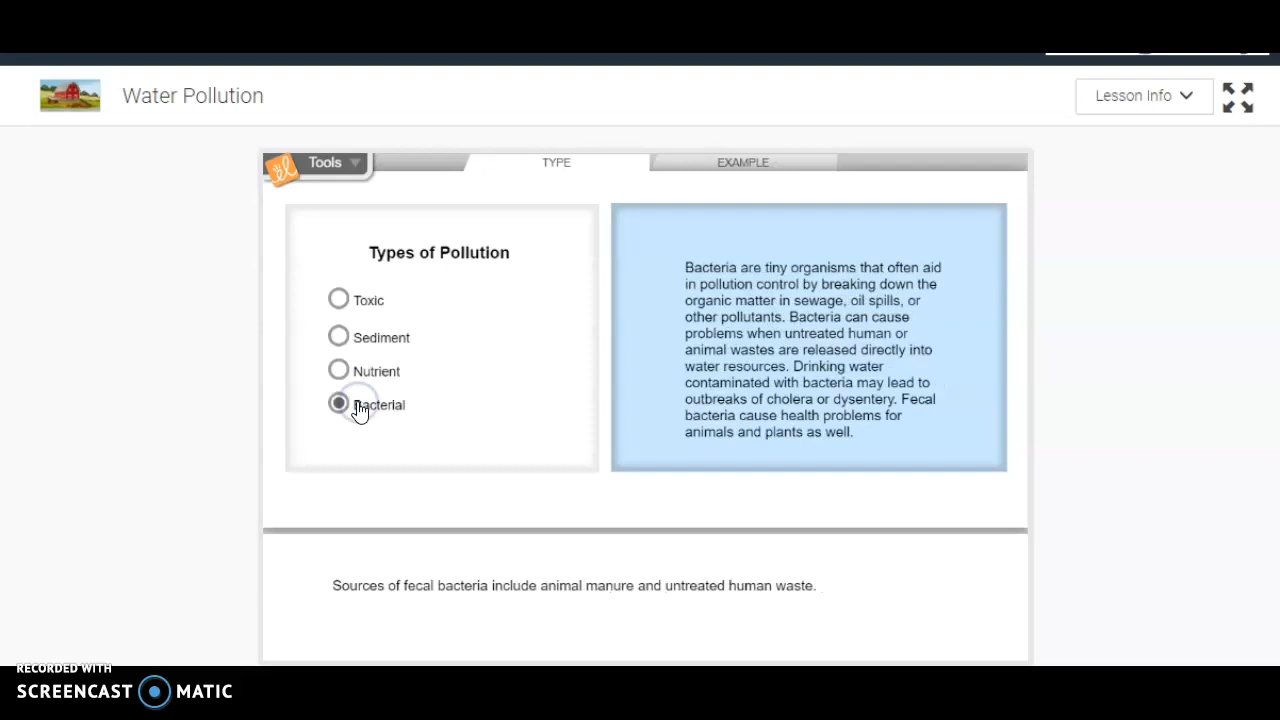 Water Pollution
Lesson Info
el
Tools
TYPE
EXAMPLE
Types of Pollution
Toxic
Sediment
Nutrient
Bacterial
Bacteria are tiny organisms that often aid
in pollution control by breaking down the
organic matter in sewage, oil spills, or
other pollutants. Bacteria can cause
problems when untreated human or
animal wastes are released directly into
water resources. Drinking water
contaminated with bacteria may lead to
outbreaks of cholera or dysentery. Fecal
bacteria cause health problems for
animals and plants as well.
Sources of fecal bacteria include animal manure and untreated human waste.
RECORDED WITH
SCREENCAST MATIC